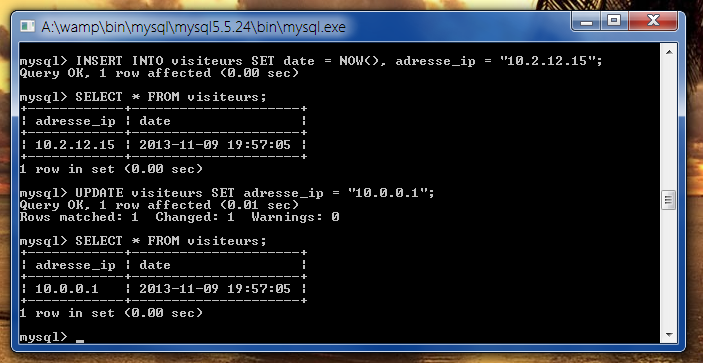 A:\wamp\bin\mysql\mysql5.5.24\bin\mysql.exe
mysql> INSERT INTO visiteurs SET date = NOW(), adresse_ip = "10.2.12.15";
Query OK, 1 row affected (0.00 sec)
mysql> SELECT * FROM visiteurs;
+------------+---------------------+
| adresse_ip | date                |
+------------+---------------------+
| 10.2.12.15 | 2013-11-09 19:57:05 |
+------------+---------------------+
1 row in set (0.00 sec)
mysql> UPDATE visiteurs SET adresse_ip = "10.0.0.1";
Query OK, 1 row affected (0.01 sec)
Rows matched: 1  Changed: 1  Warnings: 0
mysql> SELECT * FROM visiteurs;
+------------+---------------------+
| adresse_ip | date                |
+------------+---------------------+
| 10.0.0.1   | 2013-11-09 19:57:05 |
+------------+---------------------+
1 row in set (0.00 sec)
mysql> _